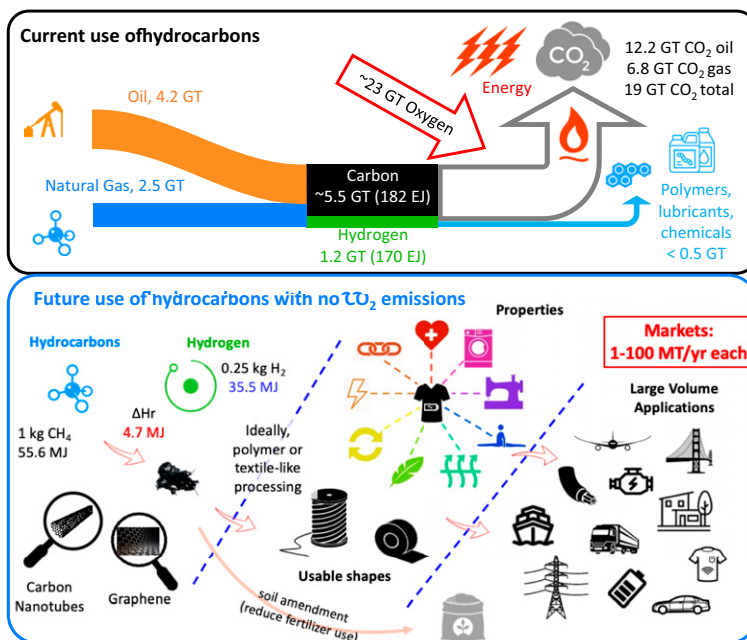 Current use ofhydrocarbons
12.2 GT CO2 oil
6.8 GT CO2 gas
19 GT CO2 total
CO2
Energy
~23 GT Oxygen
Oil, 4.2 GT
Natural Gas, 2.5 GT
Carbon
~5.5 GT (182 EJ)
Hydrogen
1.2 GT (170 EJ)
Polymers,
lubricants,
chemicals
< 0.5 GT
Future use of hydrocarbons with no CO2 emissions
Properties
Markets:
1-100 MT/yr each
Hydrocarbons
Hydrogen
0.25 kg H2
35.5 MJ
Large Volume
Applications
1 kg CH4
55.6 MJ
ΔHr
4.7 MJ
Ideally,
polymer or
textile-like
processing
Carbon
Nanotubes
Graphene
Usable shapes
soil amendment
(reduce fertilizer use)